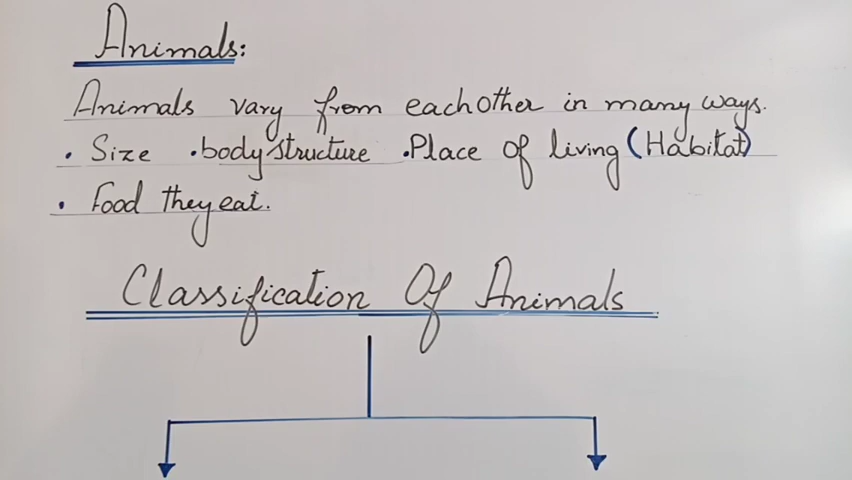 Animals:
Animals vary from eachother in many ways.
• Size •body structure •Place of living (Habitat)
• Food they eat.
Classification Of Animals